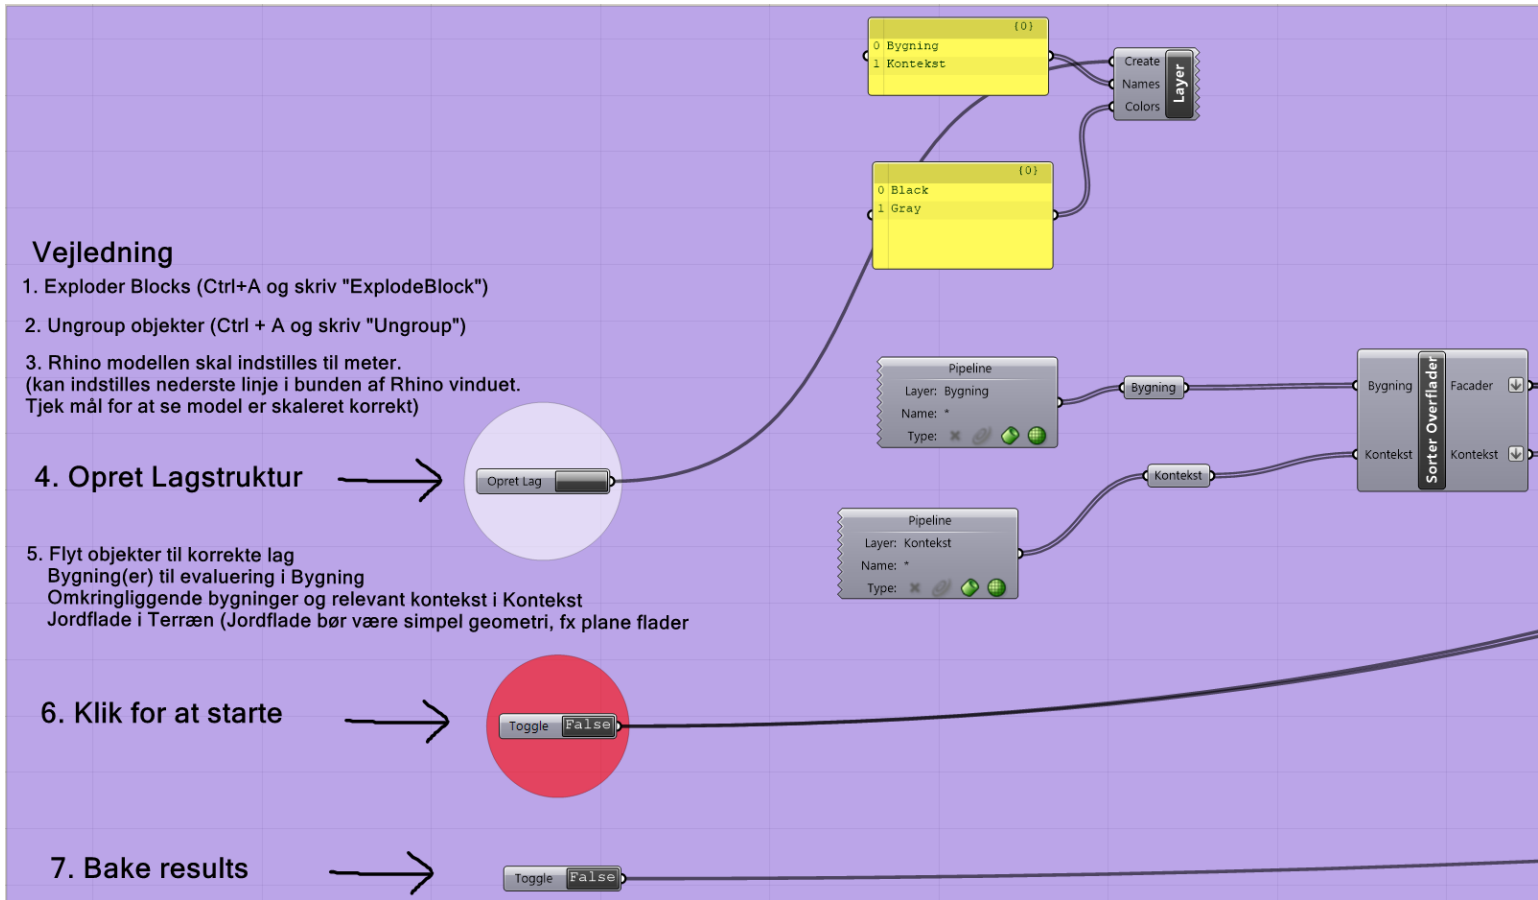 {0}
0 Bygning
1 Kontekst
Create
Names
Colors
Layer
{0}
0 Black
1 Gray
Vejledning
1. Exploder Blocks (Ctrl+A og skriv "ExplodeBlock")
2. Ungroup objekter (Ctrl + A og skriv "Ungroup")
3. Rhino modellen skal indstilles til meter.
(kan indstilles nederste linje i bunden af Rhino vinduet.
Tjek mål for at se model er skaleret korrekt)
Pipeline
Layer: Bygning
Name: *
Type:
Bygning
Bygning
Kontekst
Sorter Overflader
Facader
Kontekst
4. Opret Lagstruktur
Opret Lag
Kontekst
Pipeline
Layer: Kontekst
Name: *
Type:
5. Flyt objekter til korrekte lag
Bygning(er) til evaluering i Bygning
Omkringliggende bygninger og relevant kontekst i Kontekst
Jordflade i Terræn (Jordflade bør være simpel geometri, fx plane flader
6. Klik for at starte
Toggle False
7. Bake results
Toggle False